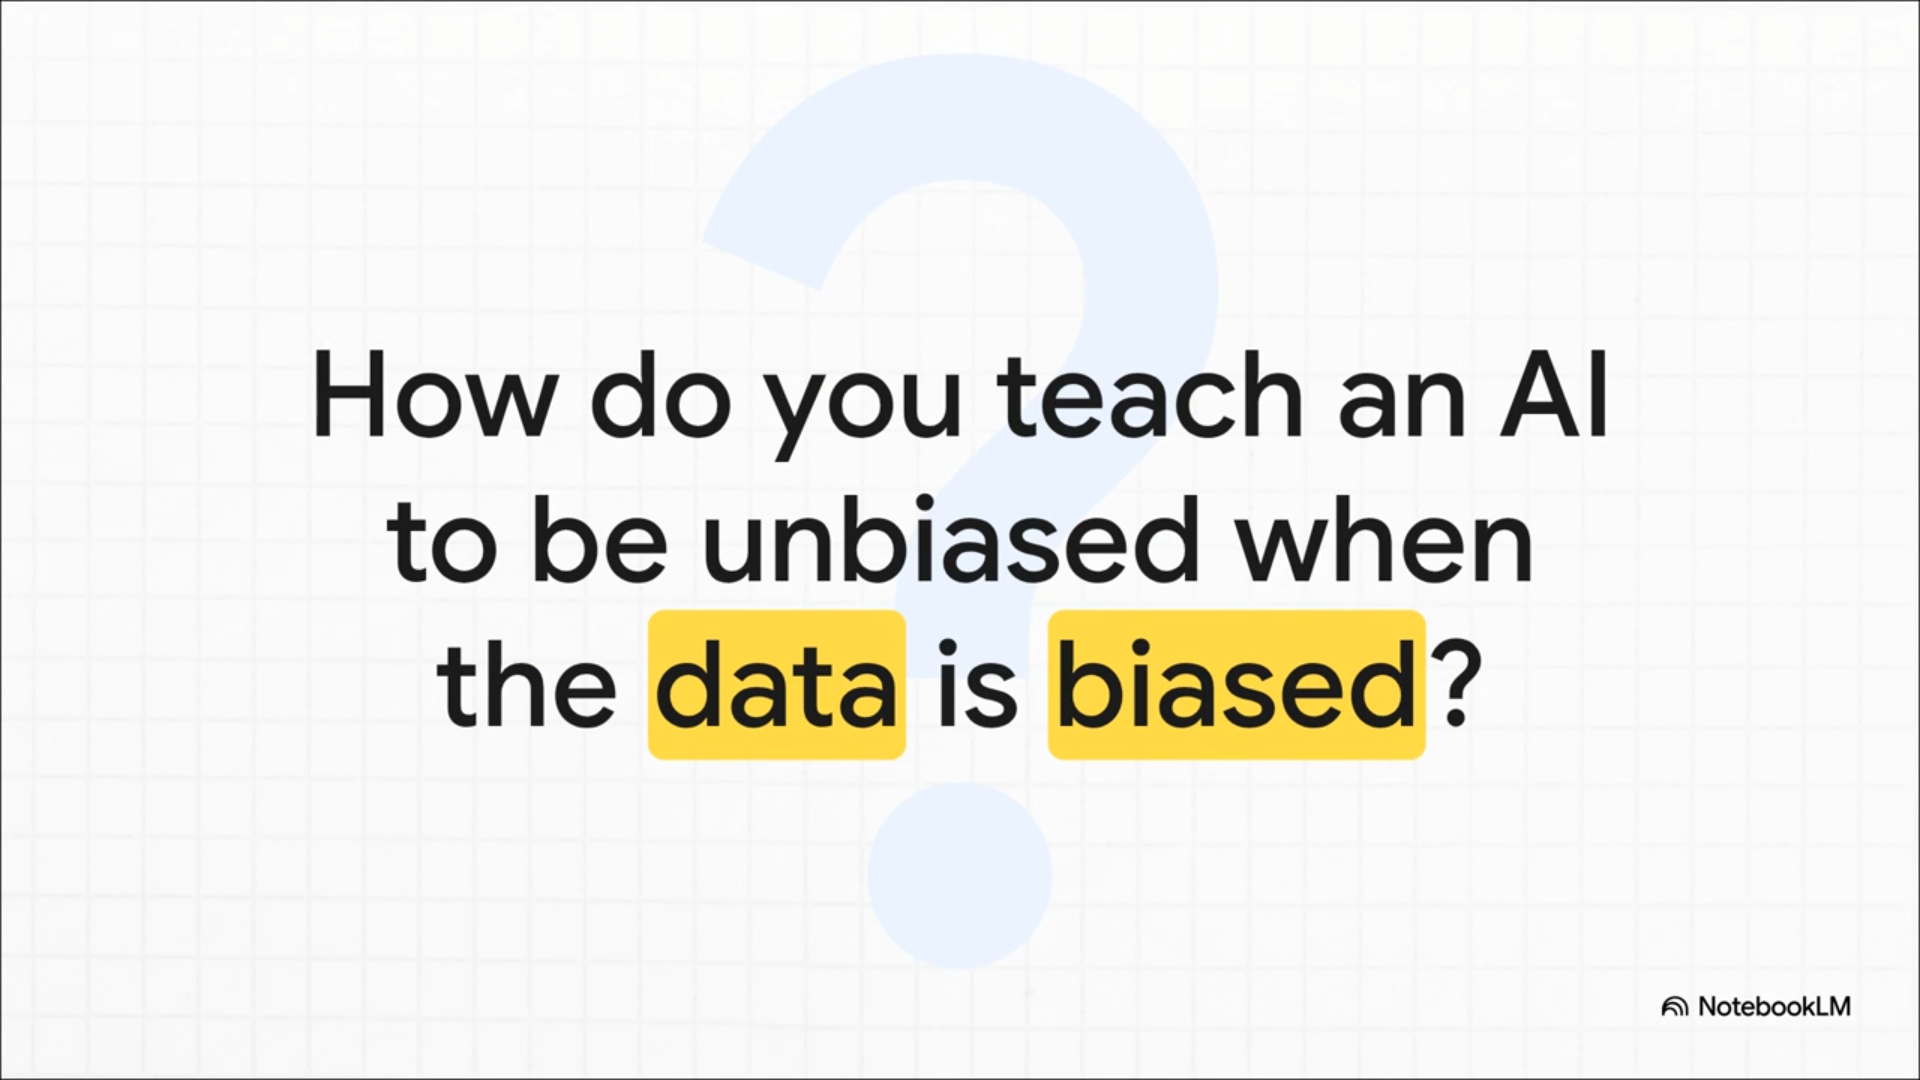 How do you teach an AI
to be unbiased when
the data is biased?
NotebookLM